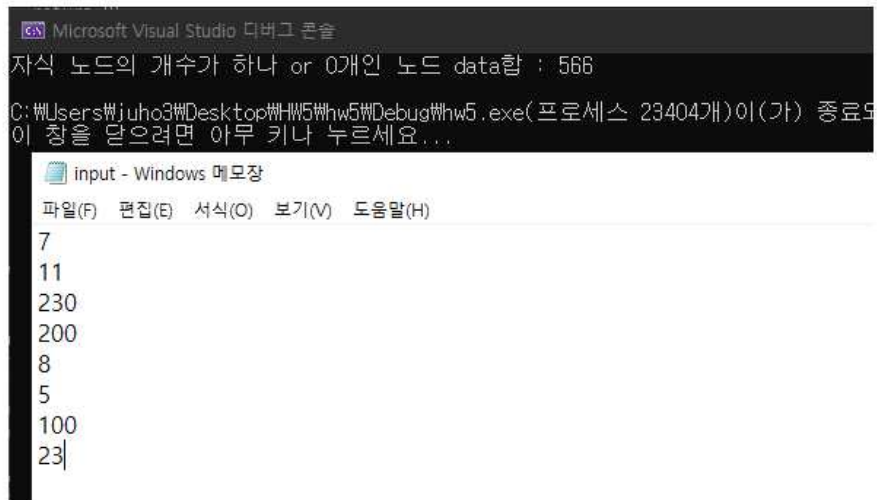 Microsoft Visual Studio 디버그 콘솔
자식 노드의 개수가 하나 or 0개인 노드 data합 : 566
C:₩Users₩juho3₩Desktop₩HW5₩hw5₩Debug₩hw5.exe(프로세스 23404개)이(가) 종료
이 창을 닫으려면 아무 키나 누르세요...
input - Windows 메모장
파일(F) 편집(E) 서식(O) 보기(V) 도움말(H)
7
11
230
200
8
5
100
23